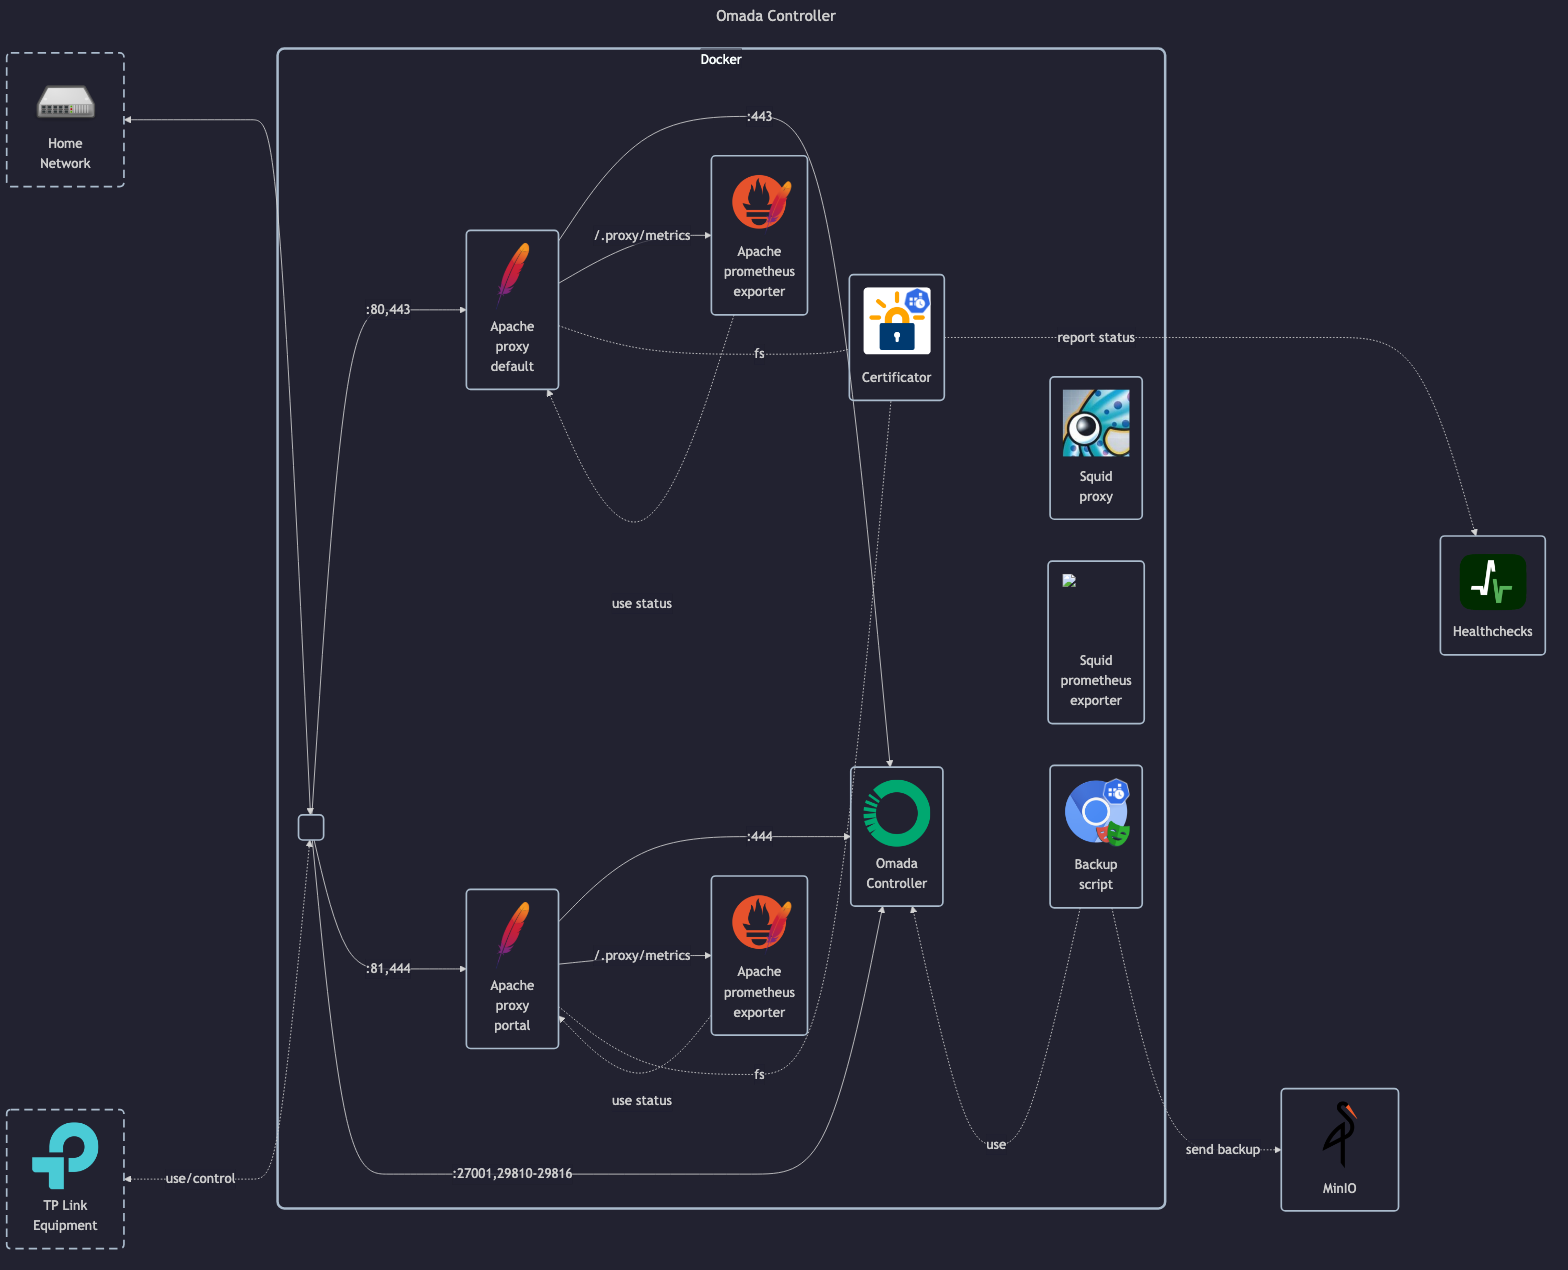 Omada Controller
Docker
Home
Network
:443
/.proxy/metrics
Apache
prometheus
exporter
:80,443
Apache
proxy
default
fs
Certificator
report status
Squid
proxy
use status
Healthchecks
Squid
prometheus
exporter
:444
Omada
Controller
Backup
script
/.proxy/metrics
:81,444
Apache
proxy
portal
Apache
prometheus
exporter
fs
use status
use
send backup
:27001,29810-29816
use/control
TP Link
Equipment
MinIO